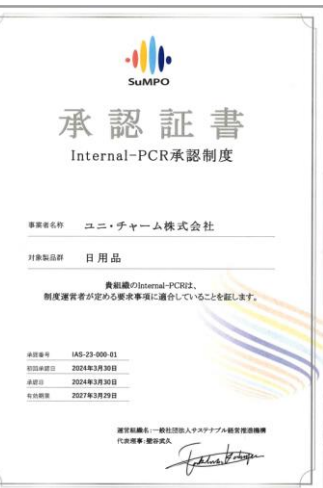 SuMPO
承認証書
Internal-PCR承認制度
事業者名称 ユニ・チャーム株式会社
対象製品群 日用品
貴組織のInternal-PCRは、
制度運営者が定める要求事項に適合していることを証します。
承認番号 IAS-23-000-01
初回承認日 2024年3月30日
承認日 2024年3月30日
有効期限 2027年3月29日
運営組織名:一般社団法人サステナブル経営推進機構
代表理事:壁谷武久